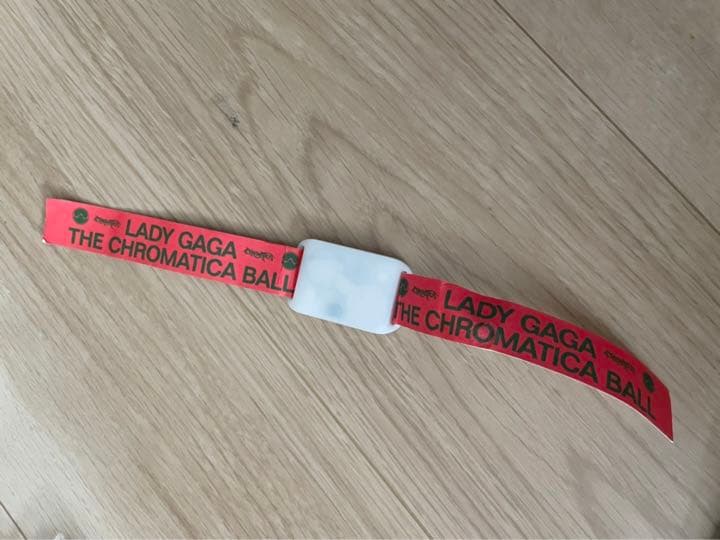 LADY GAGA
THE CHROMATICA BALL
LADY GAGA
THE CHROMATICA BALL